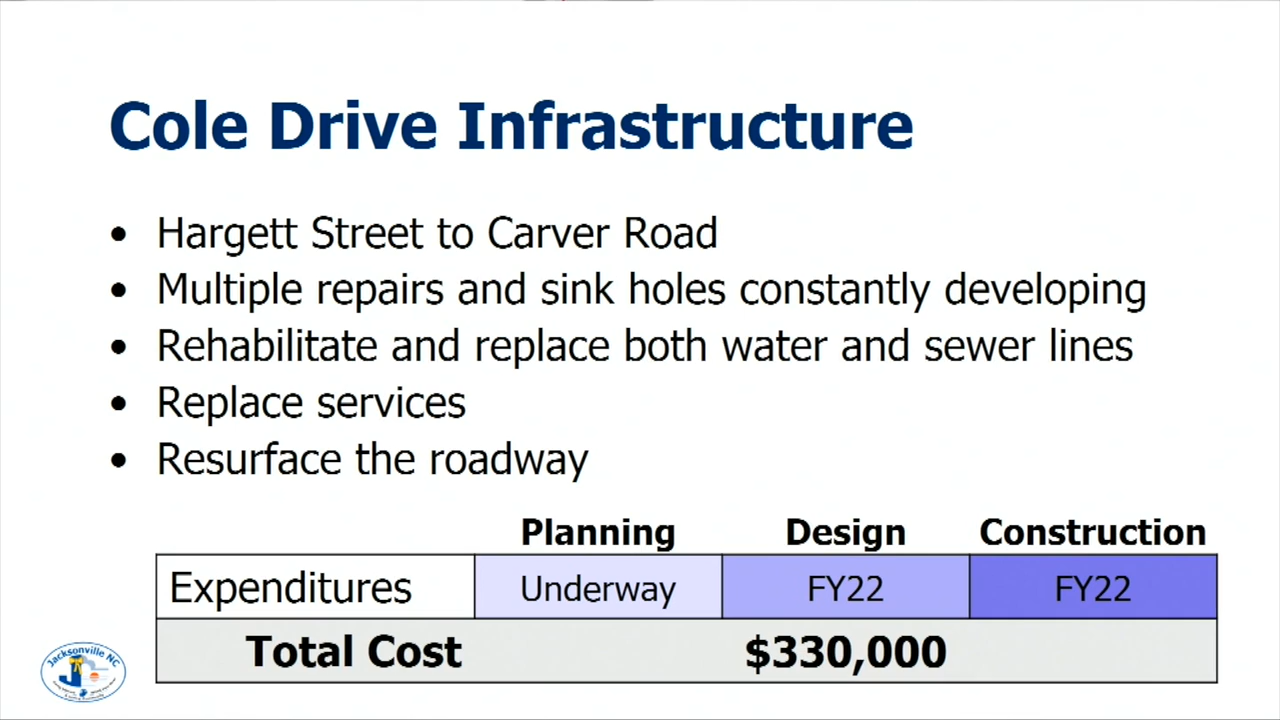 Cole Drive Infrastructure
• Hargett Street to Carver Road
• Multiple repairs and sink holes constantly developing
• Rehabilitate and replace both water and sewer lines
• Replace services
• Resurface the roadway
Planning Design Construction
Expenditures Underway FY22 FY22
Total Cost $330,000
Jacksonville NC